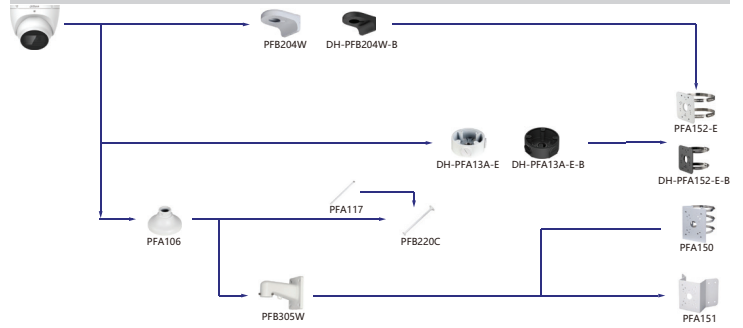 PFB204W
DH-PFB204W-B
PFA152-E
DH-PFA13A-E
DH-PFA13A-E-B
DH-PFA152-E-B
PFA117
PFA106
PFB220C
PFA150
PFB305W
PFA151